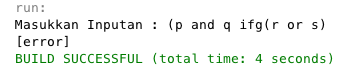 run:
Masukkan Inputan : (p and q ifg(r or s)
[error]
BUILD SUCCESSFUL (total time: 4 seconds)